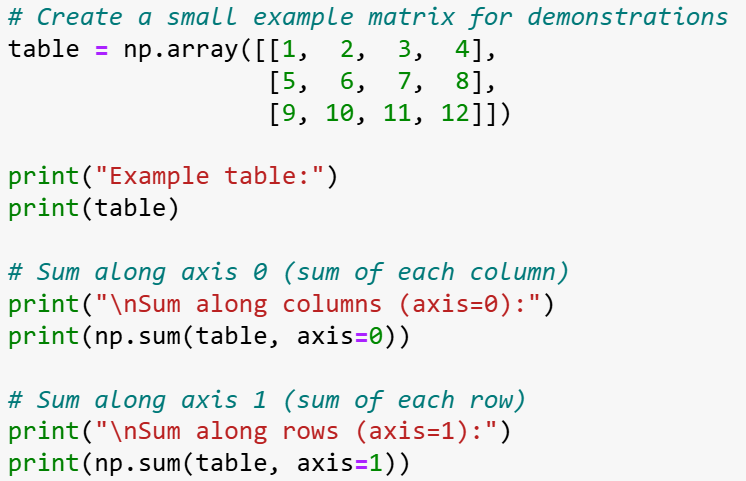 # Create a small example matrix for demonstrations
table = np.array([[1,  2,  3,  4],
                  [5,  6,  7,  8],
                  [9, 10, 11, 12]])

print("Example table:")
print(table)

# Sum along axis 0 (sum of each column)
print("\nSum along columns (axis=0):")
print(np.sum(table, axis=0))

# Sum along axis 1 (sum of each row)
print("\nSum along rows (axis=1):")
print(np.sum(table, axis=1))